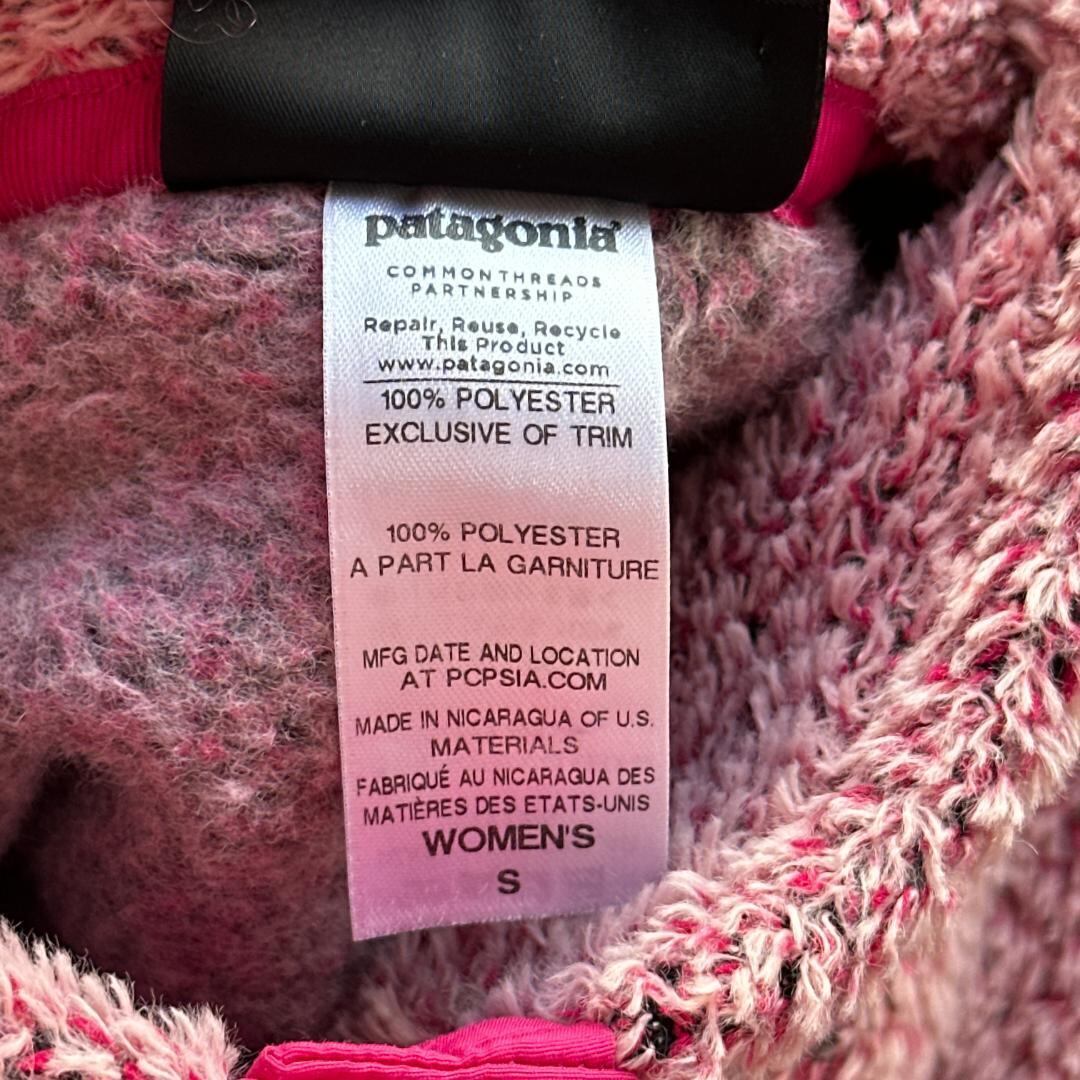 patagonia®
COMMON THREADS
PARTNERSHIP
Repair, Reuse, Recycle
This Product
www.patagonia.com
100% POLYESTER
EXCLUSIVE OF TRIM
100% POLYESTER
A PART LA GARNITURE
MFG DATE AND LOCATION
AT PCPSIA.COM
MADE IN NICARAGUA OF U.S.
MATERIALS
FABRIQUÉ AU NICARAGUA DES
MATIÈRES DES ETATS-UNIS
WOMEN'S
S